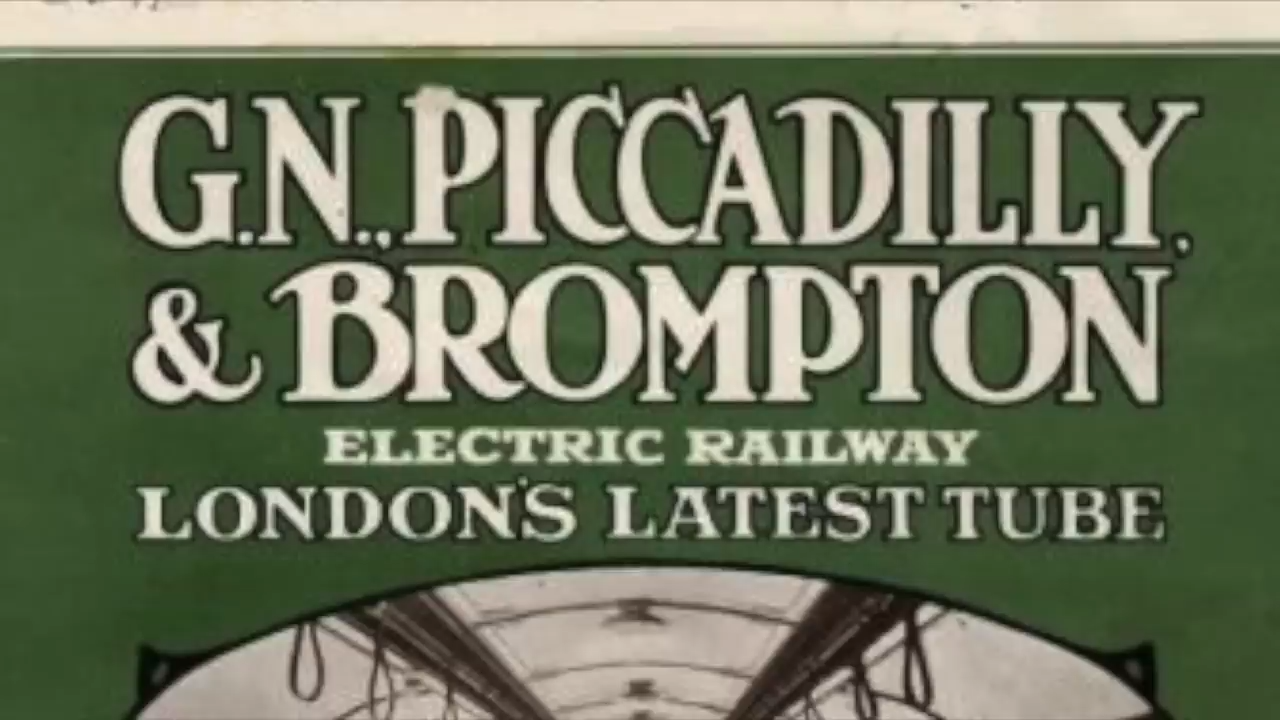 G.N., PICCADILLY,
& BROMPTON
ELECTRIC RAILWAY
LONDON'S LATEST TUBE